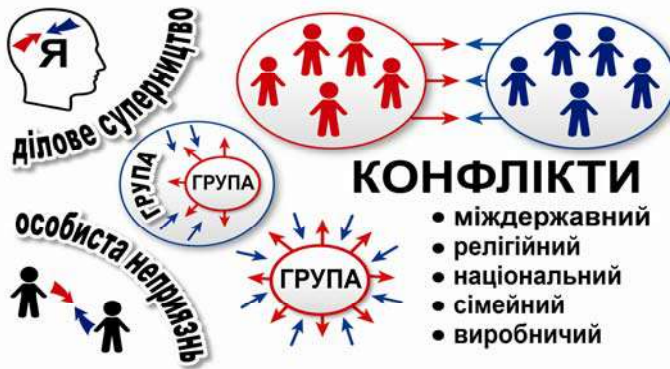 Я
ділове суперництво
ГРУПА
ГРУПА
особиста неприязнь
ГРУПА
КОНФЛІКТИ
• міждержавний
• релігійний
• національний
• сімейний
• виробничий